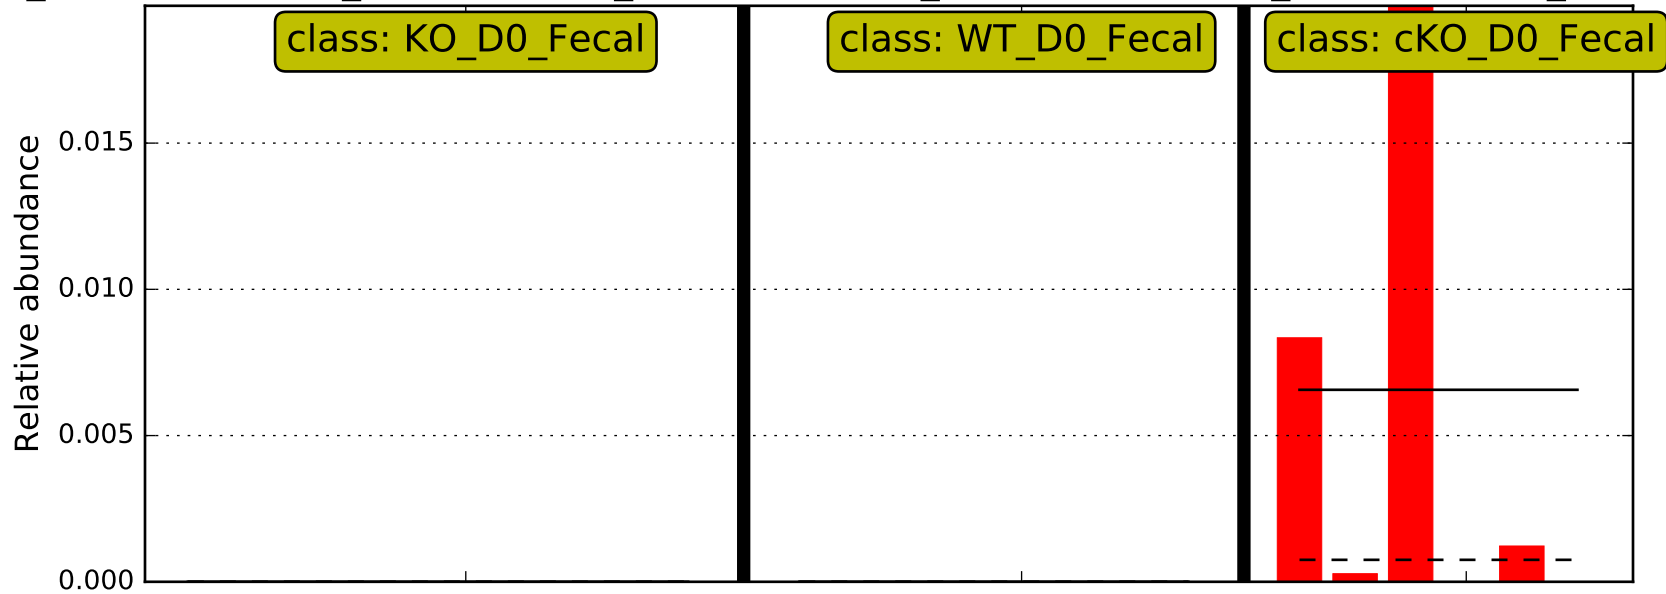 class: KO_D0_Fecal
class: WT_D0_Fecal
class: cKO_D0_Fecal
Relative abundance
0.015
0.010
0.005
0.000